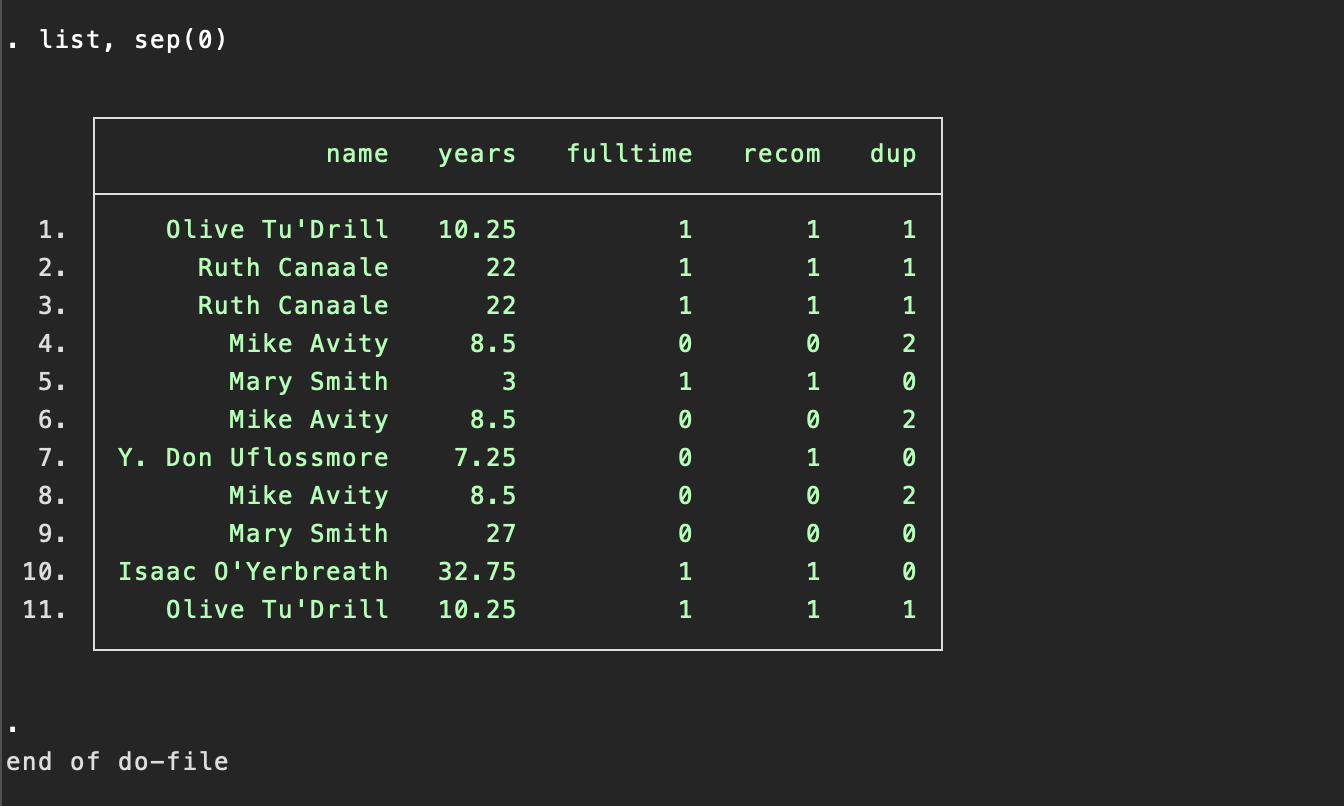 . list, sep(0)
name years fulltime recom dup
1. Olive Tu'Drill 10.25 1 1 1
2. Ruth Canaale 22 1 1 1
3. Ruth Canaale 22 1 1 1
4. Mike Avity 8.5 0 0 2
5. Mary Smith 3 1 1 0
6. Mike Avity 8.5 0 0 2
7. Y. Don Uflossmore 7.25 0 1 0
8. Mike Avity 8.5 0 0 2
9. Mary Smith 27 0 0 0
10. Isaac O'Yerbreath 32.75 1 1 0
11. Olive Tu'Drill 10.25 1 1 1
.
end of do-file